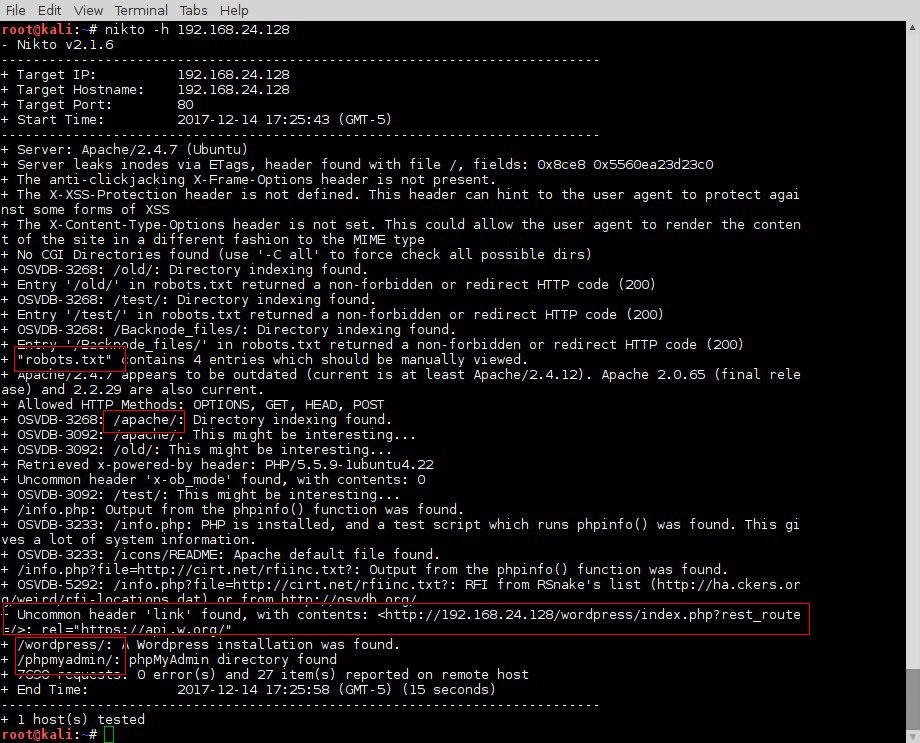 File Edit View Terminal Tabs Help
root@kali:~# nikto -h 192.168.24.128
- Nikto v2.1.6
---------------------------------------------------------------------------
+ Target IP:          192.168.24.128
+ Target Hostname:    192.168.24.128
+ Target Port:        80
+ Start Time:         2017-12-14 17:25:43 (GMT-5)
---------------------------------------------------------------------------
+ Server: Apache/2.4.7 (Ubuntu)
+ Server leaks inodes via ETags, header found with file /, fields: 0x8ce8 0x5560ea23d23c0
+ The anti-clickjacking X-Frame-Options header is not present.
+ The X-XSS-Protection header is not defined. This header can hint to the user agent to protect agai
nst some forms of XSS
+ The X-Content-Type-Options header is not set. This could allow the user agent to render the conten
t of the site in a different fashion to the MIME type
+ No CGI Directories found (use '-C all' to force check all possible dirs)
+ OSVDB-3268: /old/: Directory indexing found.
+ Entry '/old/' in robots.txt returned a non-forbidden or redirect HTTP code (200)
+ OSVDB-3268: /test/: Directory indexing found.
+ Entry '/test/' in robots.txt returned a non-forbidden or redirect HTTP code (200)
+ OSVDB-3268: /Backnode_files/: Directory indexing found.
+ Entry '/Backnode_files/' in robots.txt returned a non-forbidden or redirect HTTP code (200)
+ "robots.txt" contains 4 entries which should be manually viewed.
+ Apache/2.4.7 appears to be outdated (current is at least Apache/2.4.12). Apache 2.0.65 (final rele
ase) and 2.2.29 are also current.
+ Allowed HTTP Methods: OPTIONS, GET, HEAD, POST
+ OSVDB-3268: /apache/: Directory indexing found.
+ OSVDB-3092: /apache/: This might be interesting...
+ OSVDB-3092: /old/: This might be interesting...
+ Retrieved x-powered-by header: PHP/5.5.9-1ubuntu4.22
+ Uncommon header 'x-ob_mode' found, with contents: 0
+ OSVDB-3092: /test/: This might be interesting...
+ /info.php: Output from the phpinfo() function was found.
+ OSVDB-3233: /info.php: PHP is installed, and a test script which runs phpinfo() was found. This gi
ves a lot of system information.
+ OSVDB-3233: /icons/README: Apache default file found.
+ /info.php?file=http://cirt.net/rfiinc.txt?: Output from the phpinfo() function was found.
+ OSVDB-5292: /info.php?file=http://cirt.net/rfiinc.txt?: RFI from RSnake's list (http://ha.ckers.or
g/weird/rfi-locations.dat) or from http://osvdb.org/
+ Uncommon header 'link' found, with contents: <http://192.168.24.128/wordpress/index.php?rest_route
=/>; rel="https://api.w.org/"
+ /wordpress/: A Wordpress installation was found.
+ /phpmyadmin/: phpMyAdmin directory found
+ 7690 requests: 0 error(s) and 27 item(s) reported on remote host
+ End Time:           2017-12-14 17:25:58 (GMT-5) (15 seconds)
---------------------------------------------------------------------------
+ 1 host(s) tested
root@kali:~#